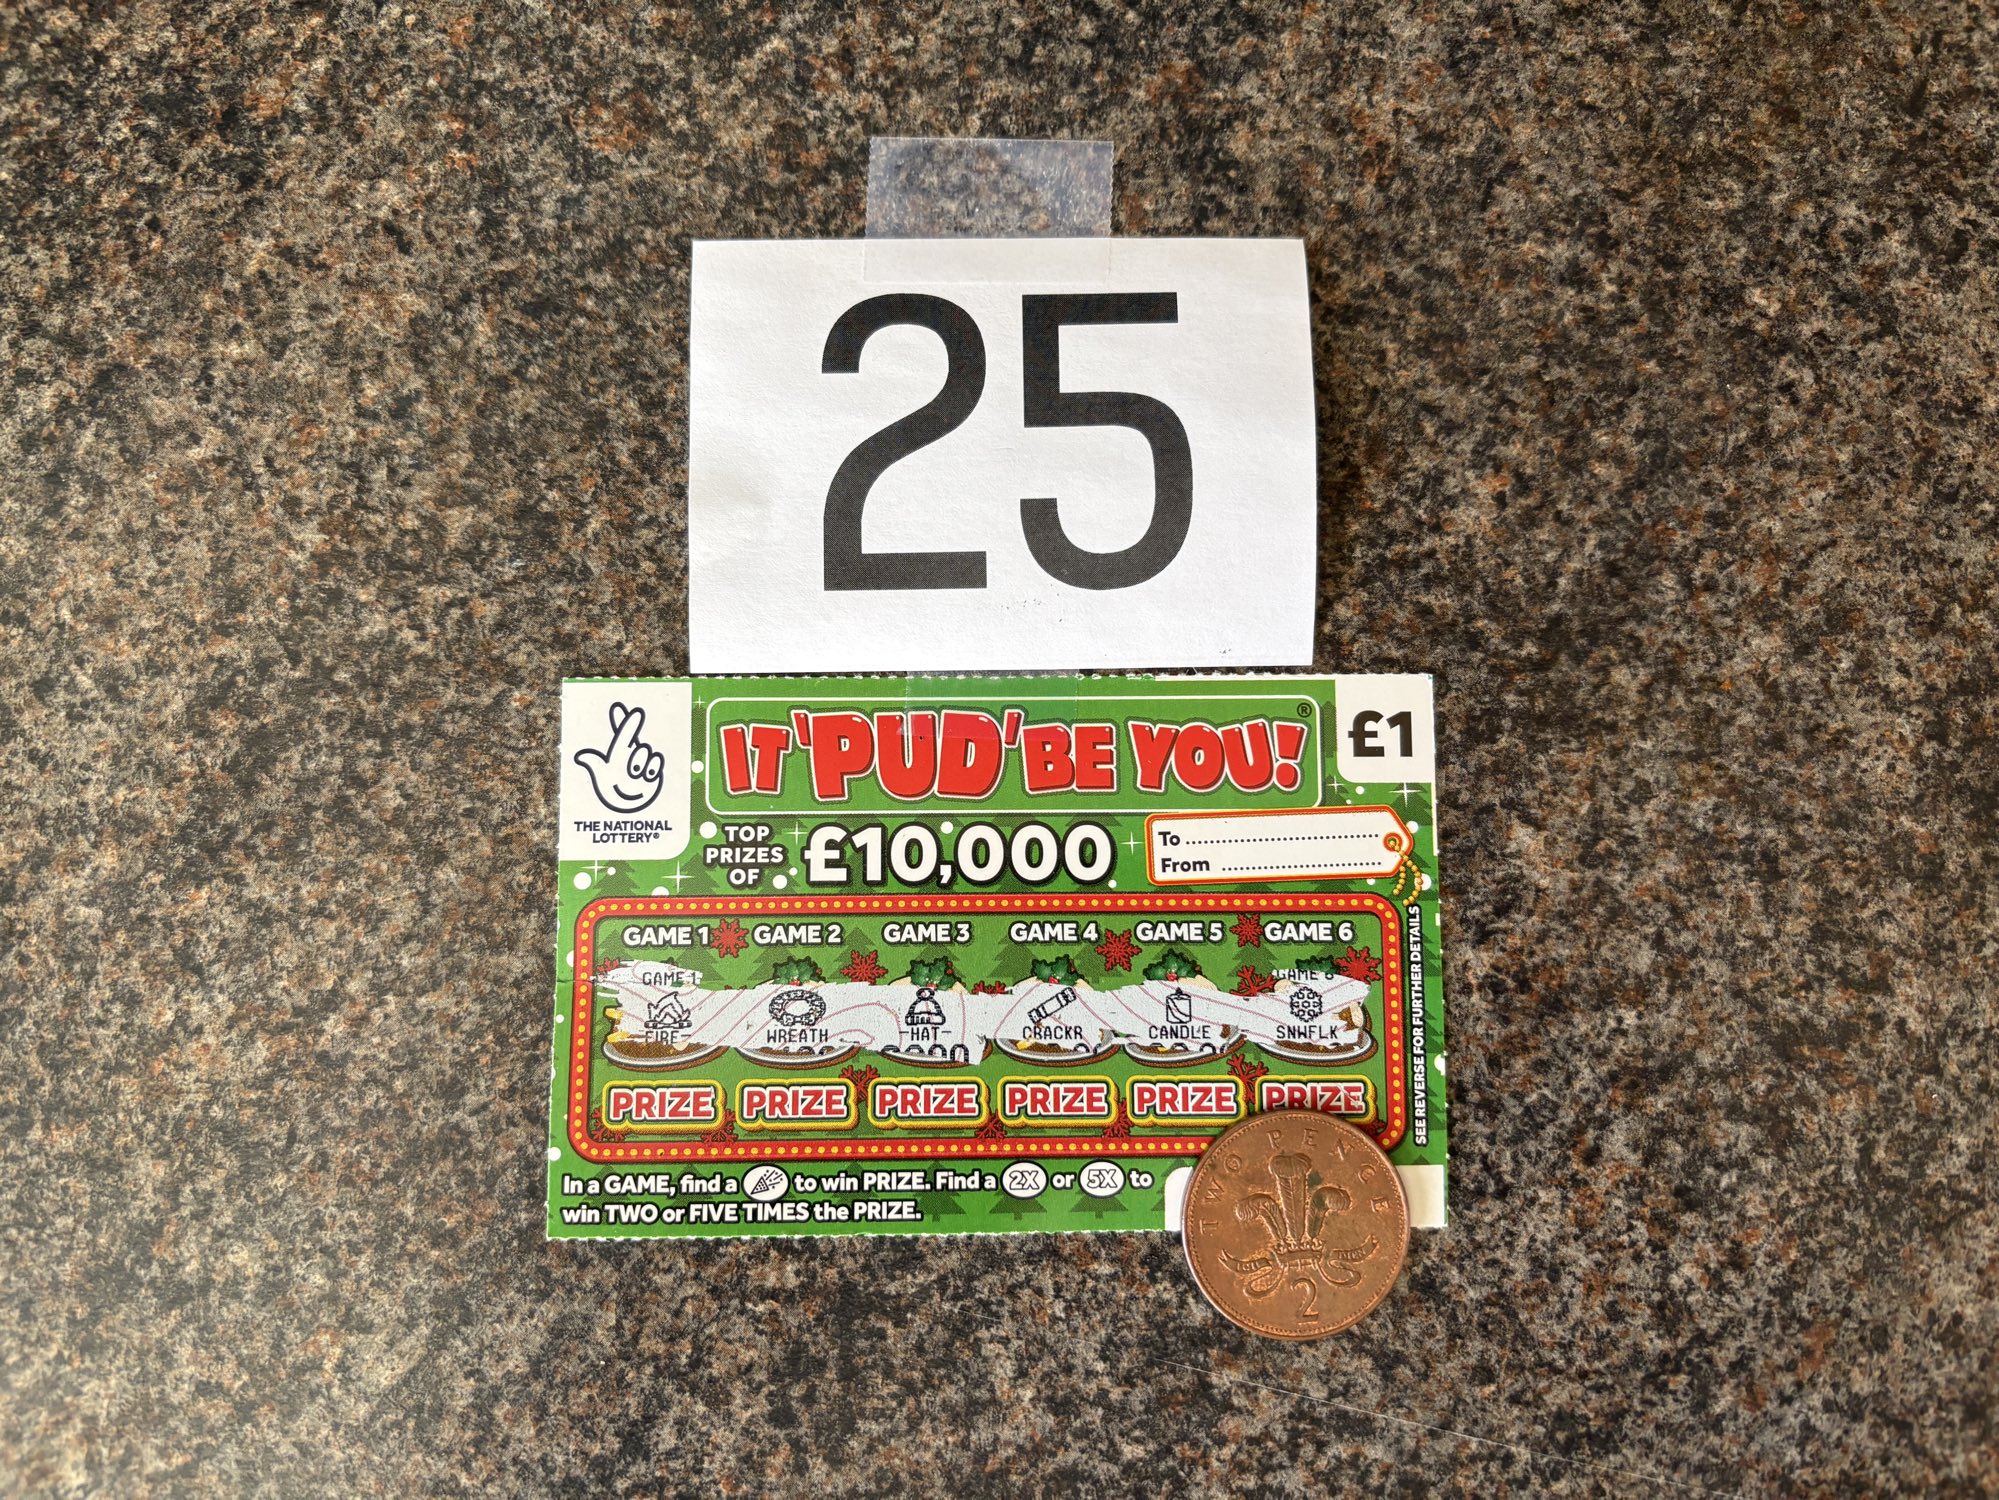 25
THE NATIONAL
LOTTERY®
IT 'PUD' BE YOU!®
£1
TOP
PRIZES
OF
£10,000
To
From
GAME 1 GAME 2 GAME 3 GAME 4 GAME 5 GAME 6
GAME 1
FIRE WREATH HAT CRACKR CANDLE SNWFLK
PRIZE PRIZE PRIZE PRIZE PRIZE PRIZE
In a GAME, find a to win PRIZE. Find a 2X or 5X to
win TWO or FIVE TIMES the PRIZE.
SEE REVERSE FOR FURTHER DETAILS
TWO PENCE
2